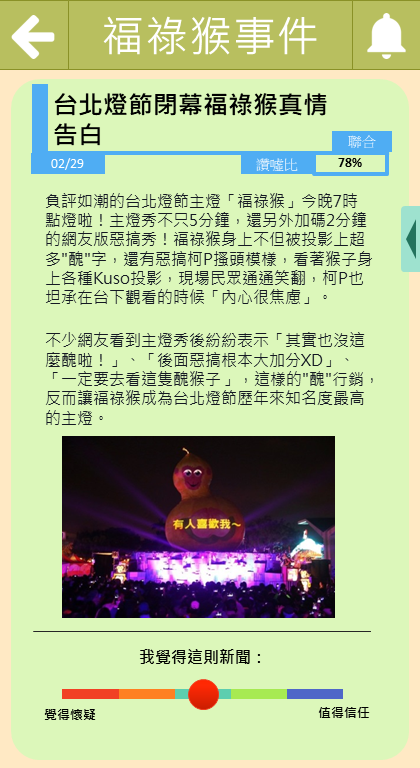 福祿猴事件
台北燈節閉幕福祿猴真情
告白
聯合
02/29
讚噓比
78%
負評如潮的台北燈節主燈「福祿猴」今晚7時
點燈啦！主燈秀不只5分鐘，還另外加碼2分鐘
的網友版惡搞秀！福祿猴身上不但被投影上超
多"醜"字，還有惡搞柯P搔頭模樣，看著猴子身
上各種Kuso投影，現場民眾通通笑翻，柯P也
坦承在台下觀看的時候「內心很焦慮」。
不少網友看到主燈秀後紛紛表示「其實也沒這
麼醜啦！」、「後面惡搞根本大加分XD」、
「一定要去看這隻醜猴子」，這樣的"醜"行銷，
反而讓福祿猴成為台北燈節歷年來知名度最高
的主燈。
有人喜歡我～
我覺得這則新聞：
覺得懷疑
值得信任